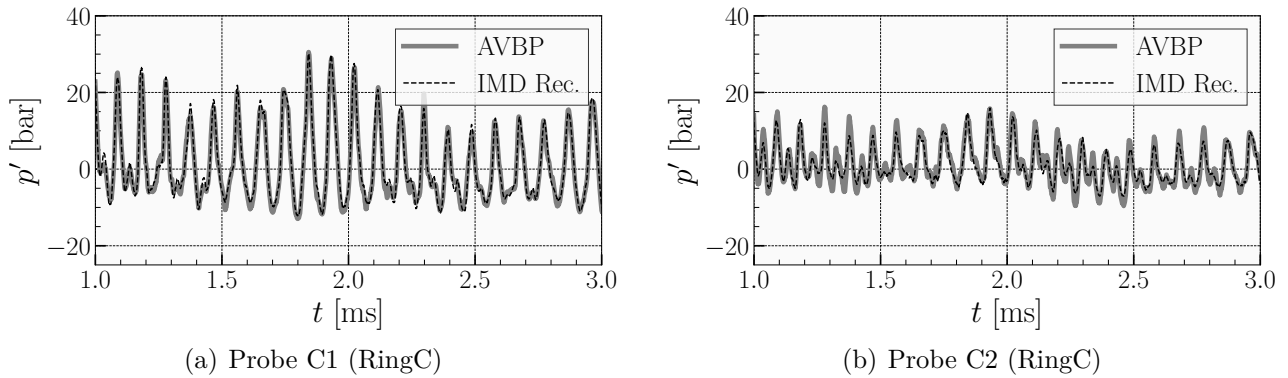 40
20
0
−20
p′ [bar]
1.0 1.5 2.0 2.5 3.0
t [ms]
AVBP
IMD Rec.
(a) Probe C1 (RingC)
40
20
0
−20
p′ [bar]
1.0 1.5 2.0 2.5 3.0
t [ms]
AVBP
IMD Rec.
(b) Probe C2 (RingC)